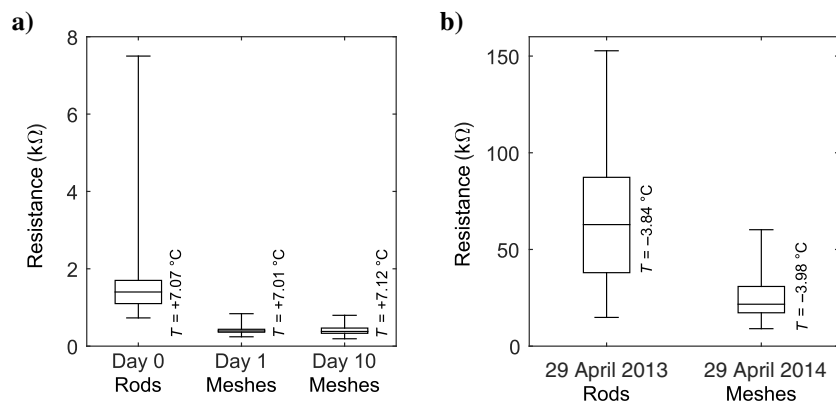 a)
Resistance (kΩ)
8
6
4
2
0
T = +7.07 °C
T = +7.01 °C
T = +7.12 °C
Day 0
Rods
Day 1
Meshes
Day 10
Meshes
b)
Resistance (kΩ)
150
100
50
0
T = −3.84 °C
T = −3.98 °C
29 April 2013
Rods
29 April 2014
Meshes